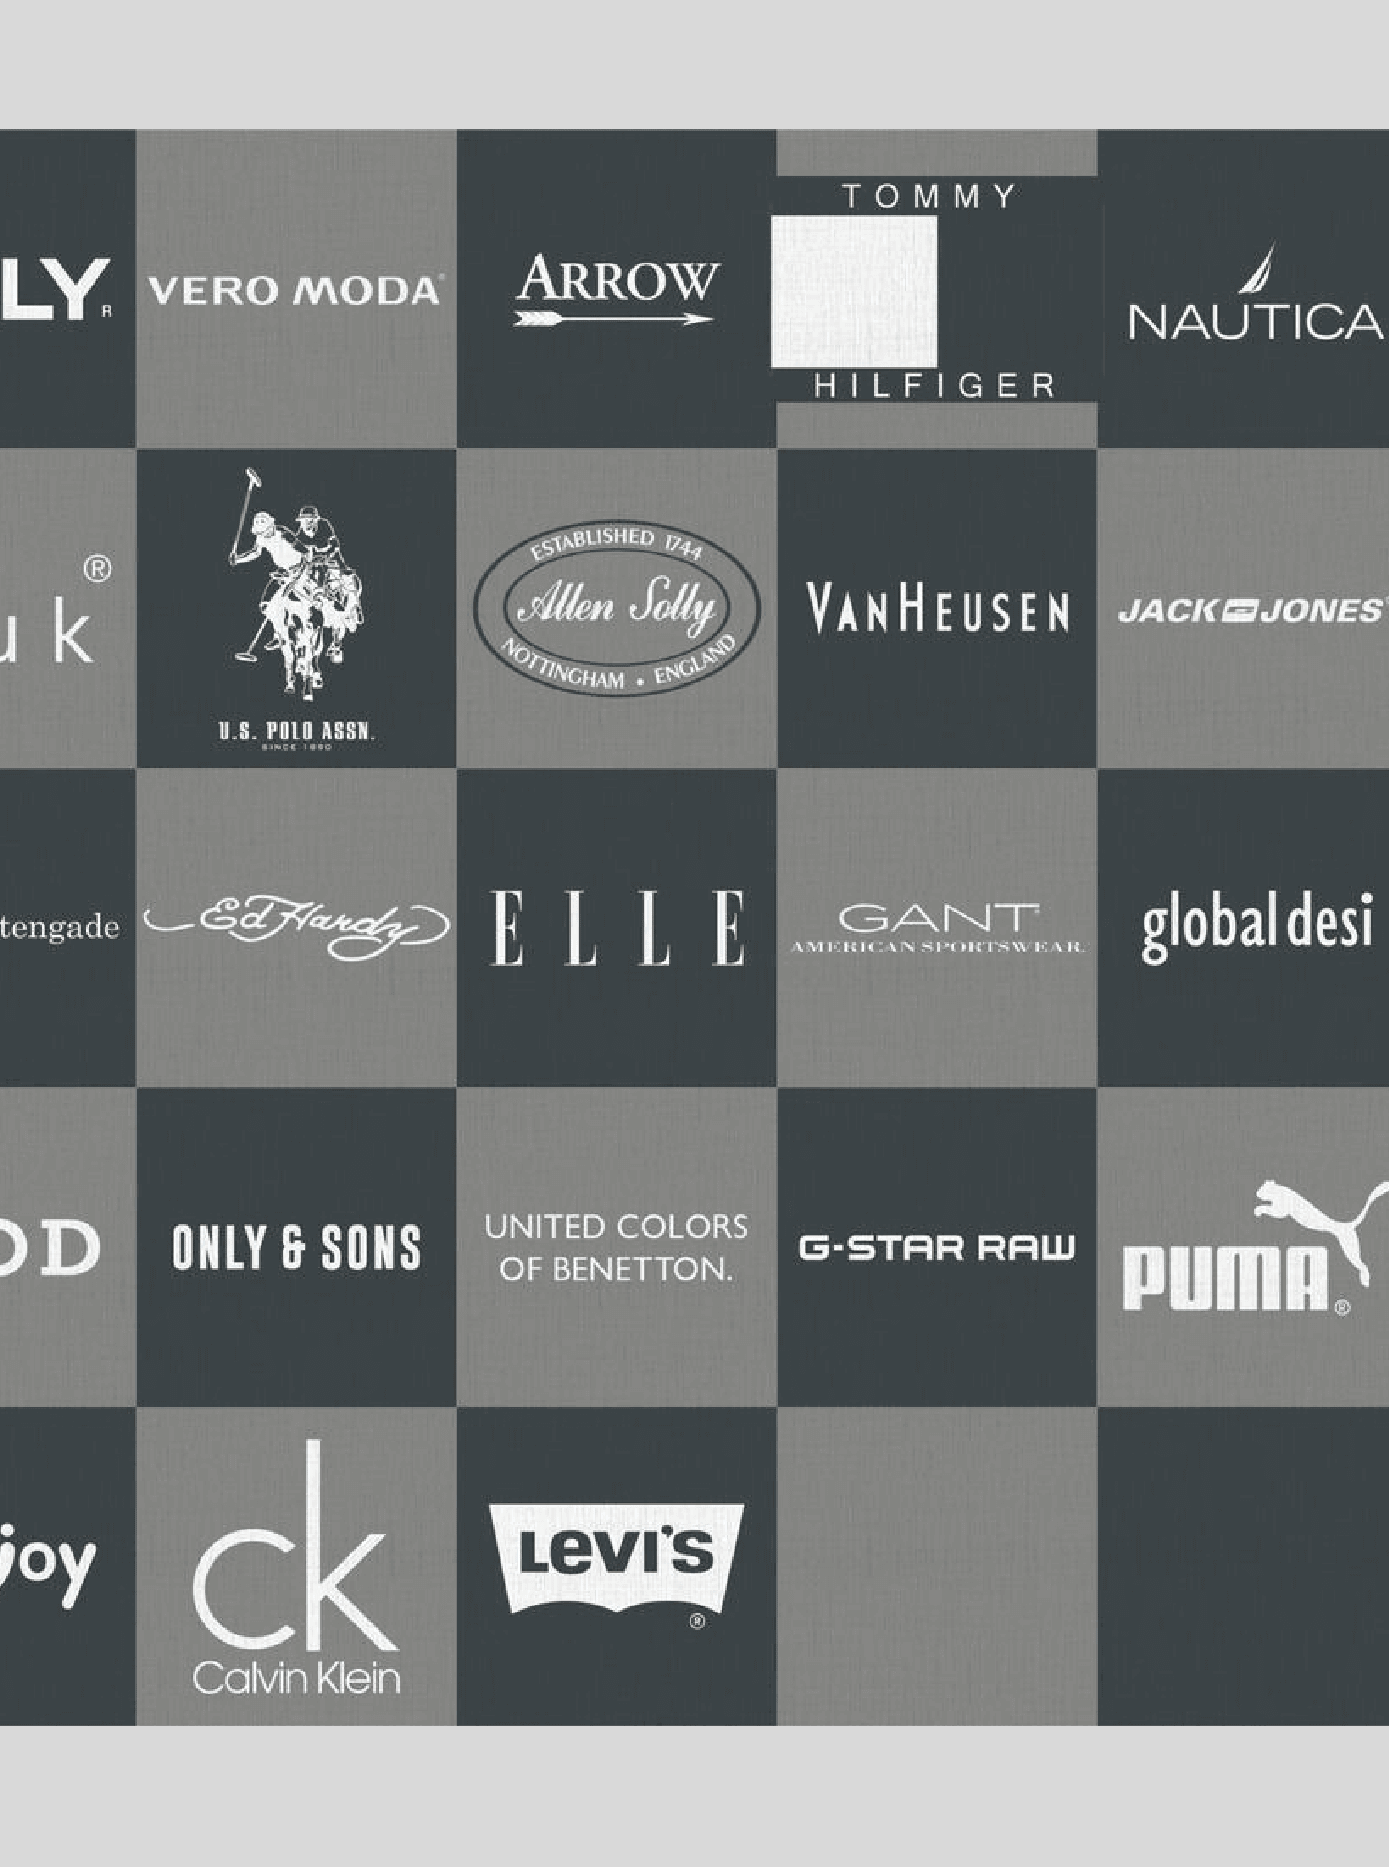 LY R
VERO MODA®
ARROW
TOMMY
HILFIGER
NAUTICA
®
u k
U.S. POLO ASSN.
SINCE 1890
ESTABLISHED 1744
Allen Solly
NOTTINGHAM • ENGLAND
VANHEUSEN
JACK JONES
tengade
Ed Hardy
ELLE
GANT
AMERICAN SPORTSWEAR.
global desi
OD
ONLY & SONS
UNITED COLORS
OF BENETTON.
G-STAR RAW
PUMA®
joy
ck
Calvin Klein
LEVI'S
®